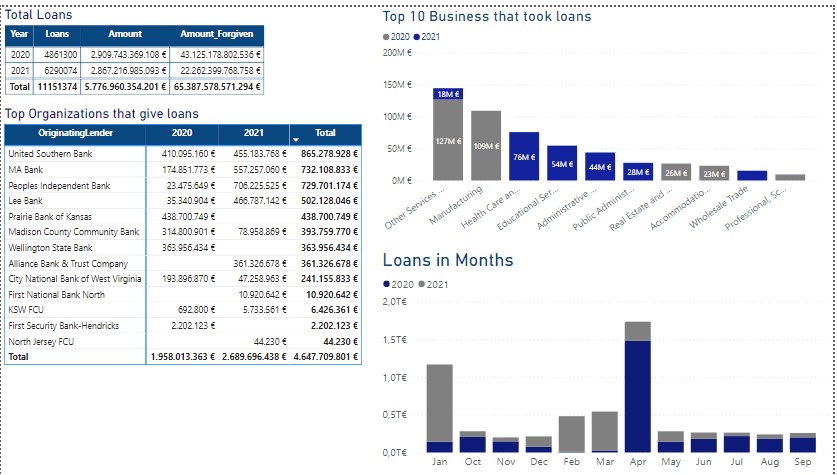 Total Loans
Year Loans Amount Amount_Forgiven
2020 4861300 2.909.743.369.108 € 43.125.178.802.536 €
2021 6290074 2.867.216.985.093 € 22.262.399.768.758 €
Total 11151374 5.776.960.354.201 € 65.387.578.571.294 €
Top Organizations that give loans
OriginatingLender 2020 2021 Total
United Southern Bank 410.095.160 € 455.183.768 € 865.278.928 €
MA Bank 174.851.773 € 557.257.060 € 732.108.833 €
Peoples Independent Bank 23.475.649 € 706.225.525 € 729.701.174 €
Lee Bank 35.340.904 € 466.787.142 € 502.128.046 €
Prairie Bank of Kansas 438.700.749 € 438.700.749 €
Madison County Community Bank 314.800.901 € 78.958.869 € 393.759.770 €
Wellington State Bank 363.956.434 € 363.956.434 €
Alliance Bank & Trust Company 361.326.678 € 361.326.678 €
City National Bank of West Virginia 193.896.870 € 47.258.963 € 241.155.833 €
First National Bank North 10.920.642 € 10.920.642 €
KSW FCU 692.800 € 5.733.561 € 6.426.361 €
First Security Bank-Hendricks 2.202.123 € 2.202.123 €
North Jersey FCU 44.230 € 44.230 €
Total 1.958.013.363 € 2.689.696.438 € 4.647.709.801 €
Top 10 Business that took loans
2020 2021
200M €
150M €
100M €
50M €
0M €
18M €
127M €
109M €
76M €
54M €
44M €
28M €
26M €
23M €
Other Services ...
Manufacturing
Health Care an...
Educational Ser...
Administrative ...
Public Administ...
Real Estate and ...
Accommodatio...
Wholesale Trade
Professional, Sc...
Loans in Months
2020 2021
2,0T€
1,5T€
1,0T€
0,5T€
0,0T€
Jan Oct Nov Dec Feb Mar Apr May Jun Jul Aug Sep